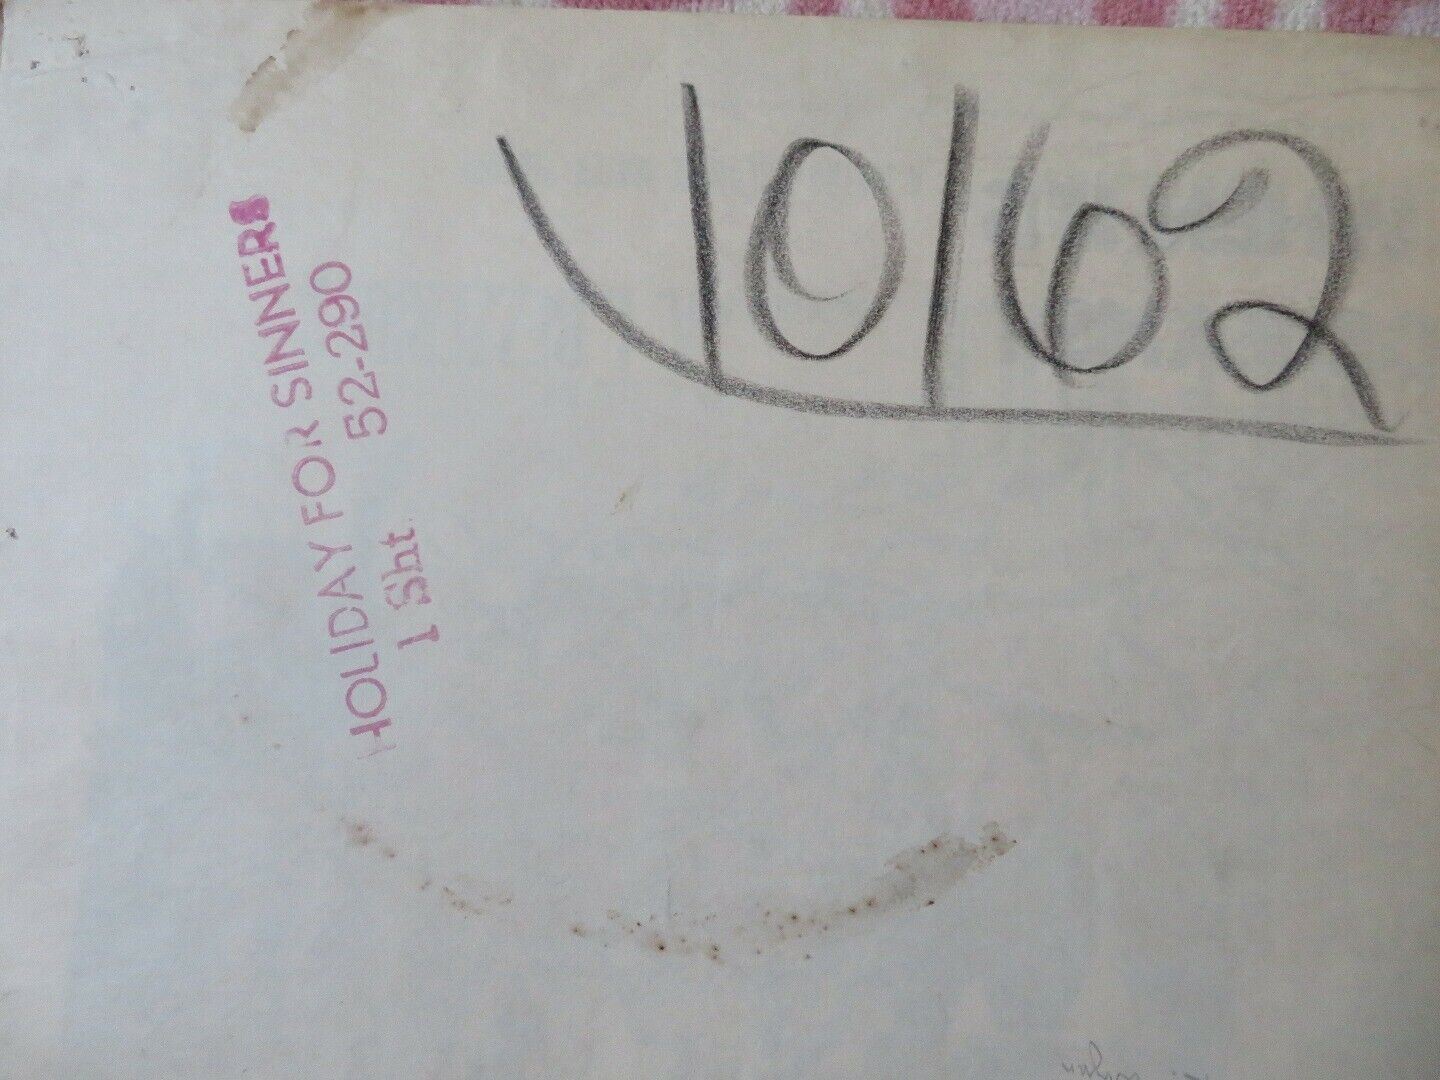 10162
HOLIDAY FOR SINNERS
52-290
1 Sht